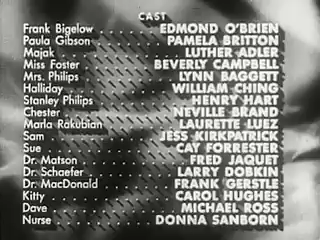 CAST
Frank Bigelow . . . . . EDMOND O'BRIEN
Paula Gibson . . . . . PAMELA BRITTON
Majak . . . . . . . . . . LUTHER ADLER
Miss Foster . . . . BEVERLY CAMPBELL
Mrs. Philips . . . . . . LYNN BAGGETT
Halliday . . . . . . . . WILLIAM CHING
Stanley Philips . . . . . HENRY HART
Chester . . . . . . . NEVILLE BRAND
Marla Rakubian . . . . LAURETTE LUEZ
Sam . . . . . . . . JESS KIRKPATRICK
Sue . . . . . . . . . CAY FORRESTER
Dr. Matson . . . . . . . FRED JAQUET
Dr. Schaefer . . . . . LARRY DOBKIN
Dr. MacDonald . . . FRANK GERSTLE
Kitty . . . . . . . . . CAROL HUGHES
Dave . . . . . . . . . MICHAEL ROSS
Nurse . . . . . . . DONNA SANBORN